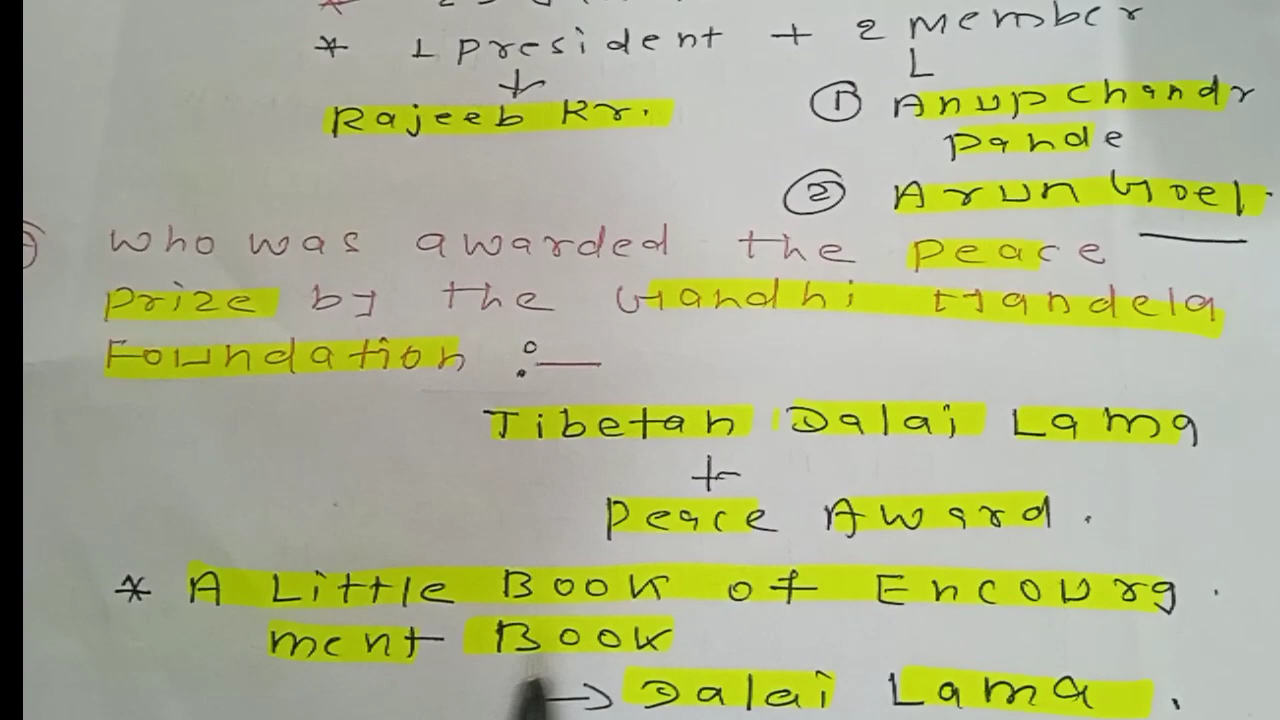 * 1 President + 2 Member
Rajeeb Kr.
① Anup chandr
Pande
② Arun Goel.
Who was awarded the Peace
Prize by the Gandhi Mandela
Foundation :—
Tibetan Dalai Lama
+
Peace Award.
* A Little Book of Encourg
ment Book
→ Dalai Lama.